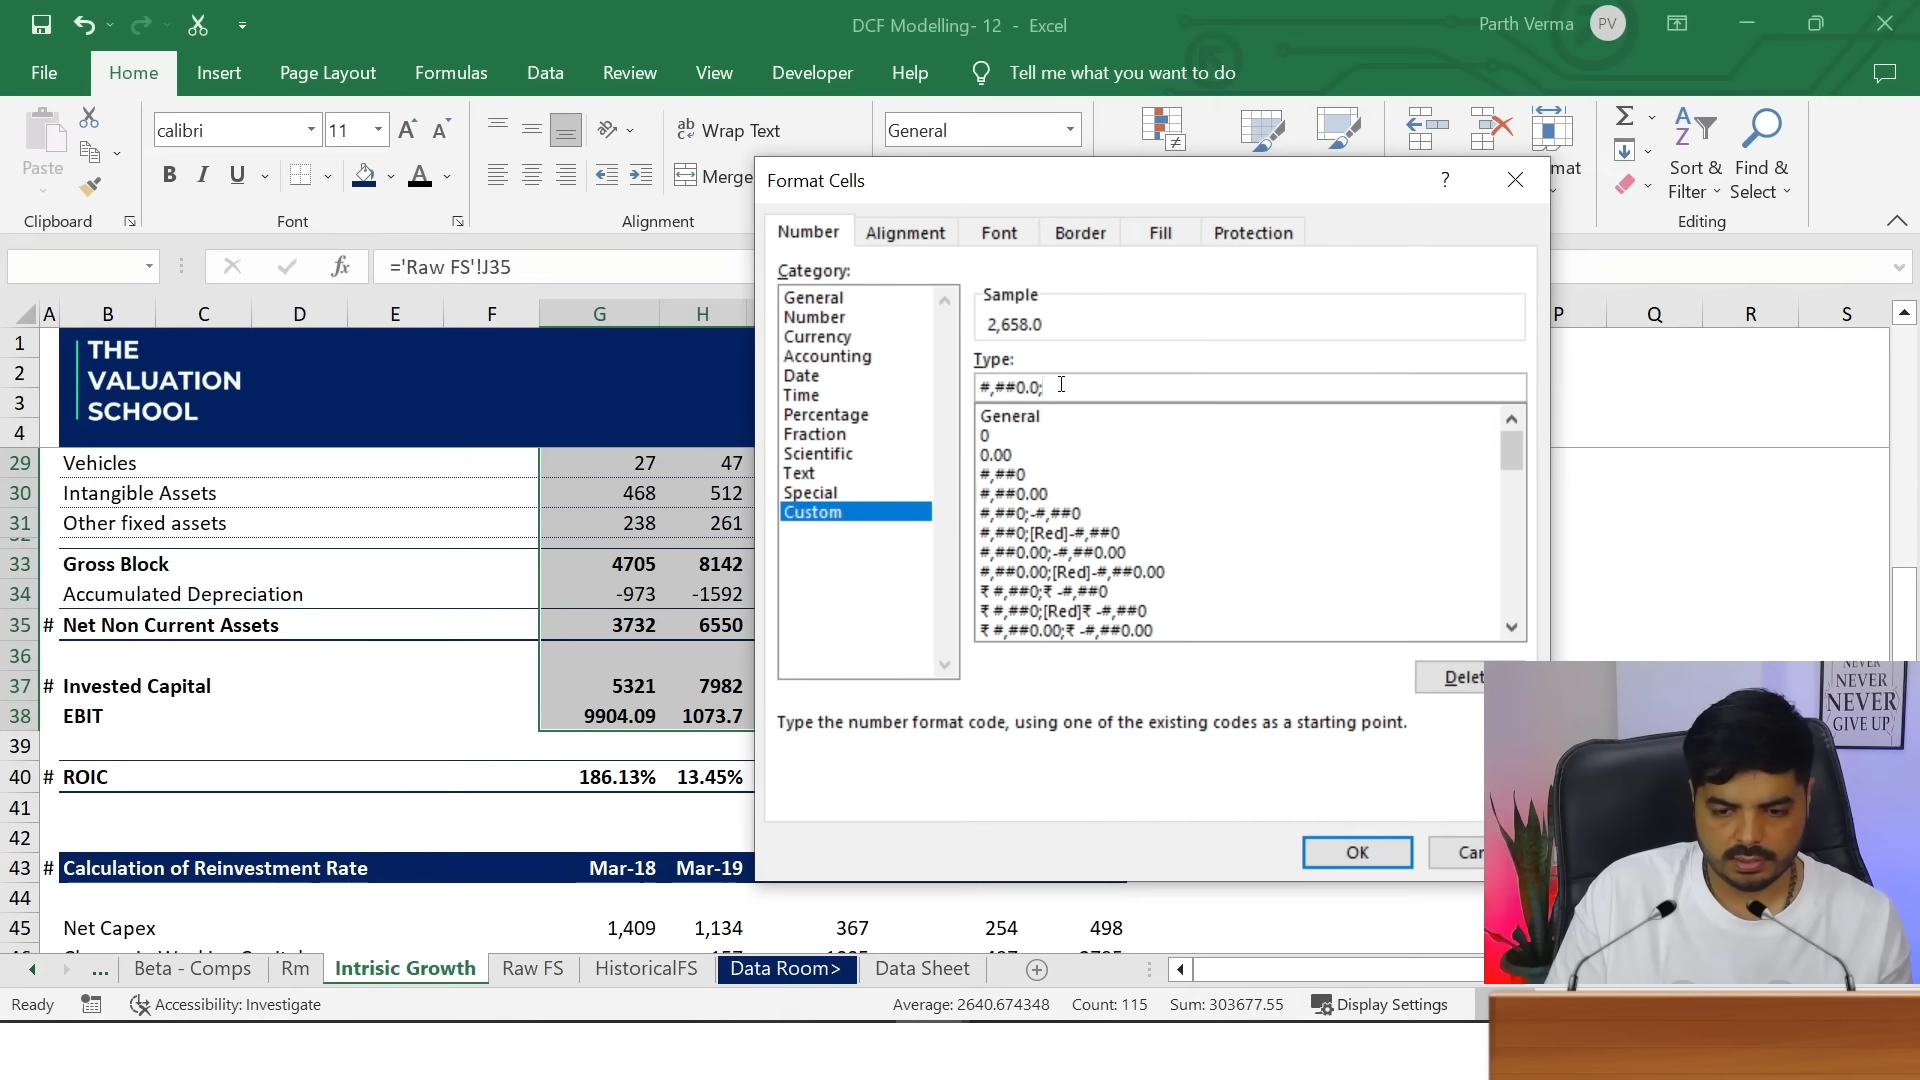 DCF Modelling- 12 - Excel
Parth Verma PV
File Home Insert Page Layout Formulas Data Review View Developer Help Tell me what you want to do
calibri 11 ab Wrap Text General
Paste B I U A Merge Sort & Find &
Filter Select
Clipboard Font Alignment Editing
fx ='Raw FS'!J35
A B C D E F G H P Q R S
Format Cells ?
Number Alignment Font Border Fill Protection
Category:
General
Number
Currency
Accounting
Date
Time
Percentage
Fraction
Scientific
Text
Special
Custom
Sample
2,658.0
Type:
#,##0.0;
General
0
0.00
#,##0
#,##0.00
#,##0;-#,##0
#,##0;[Red]-#,##0
#,##0.00;-#,##0.00
#,##0.00;[Red]-#,##0.00
₹ #,##0;₹ -#,##0
₹ #,##0;[Red]₹ -#,##0
₹ #,##0.00;₹ -#,##0.00
Delet
Type the number format code, using one of the existing codes as a starting point.
OK Can
1
2
3
4
THE
VALUATION
SCHOOL
29 Vehicles 27 47
30 Intangible Assets 468 512
31 Other fixed assets 238 261
33 Gross Block 4705 8142
34 Accumulated Depreciation -973 -1592
35 # Net Non Current Assets 3732 6550
36
37 # Invested Capital 5321 7982
38 EBIT 9904.09 1073.7
39
40 # ROIC 186.13% 13.45%
41
42
43 # Calculation of Reinvestment Rate Mar-18 Mar-19
44
45 Net Capex 1,409 1,134 367 254 498
... Beta - Comps Rm Intrisic Growth Raw FS HistoricalFS Data Room> Data Sheet
Ready Accessibility: Investigate Average: 2640.674348 Count: 115 Sum: 303677.55 Display Settings
NEVER
NEVER
NEVER
GIVE UP